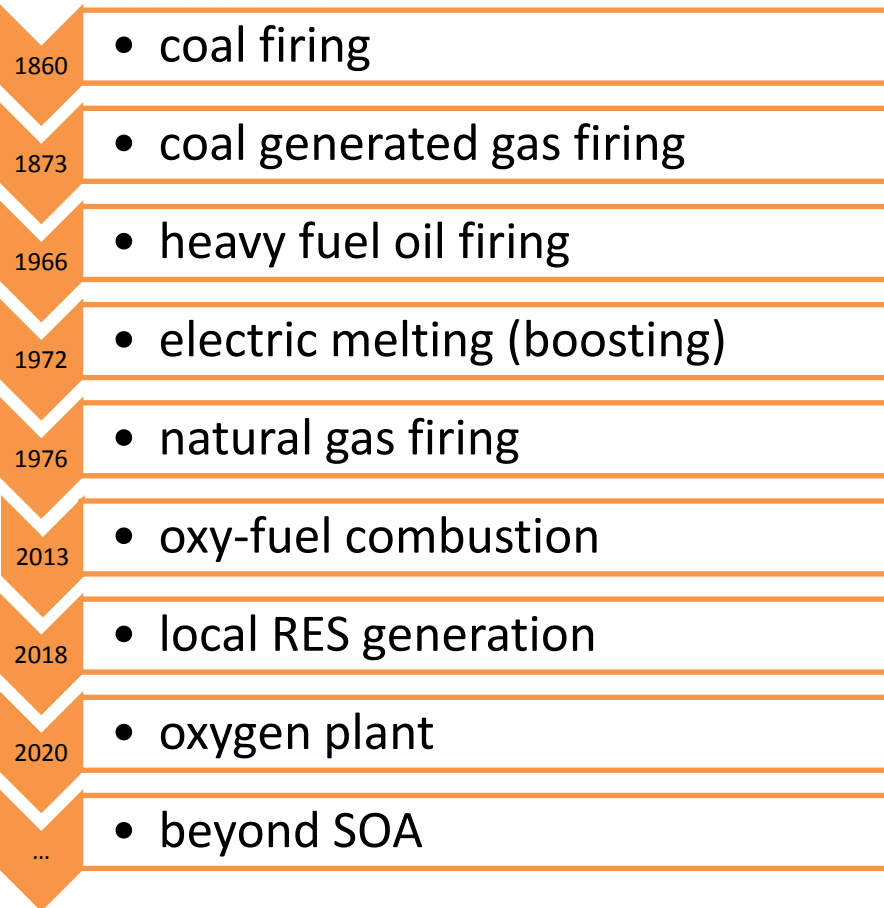 1860 • coal firing
1873 • coal generated gas firing
1966 • heavy fuel oil firing
1972 • electric melting (boosting)
1976 • natural gas firing
2013 • oxy-fuel combustion
2018 • local RES generation
2020 • oxygen plant
... • beyond SOA